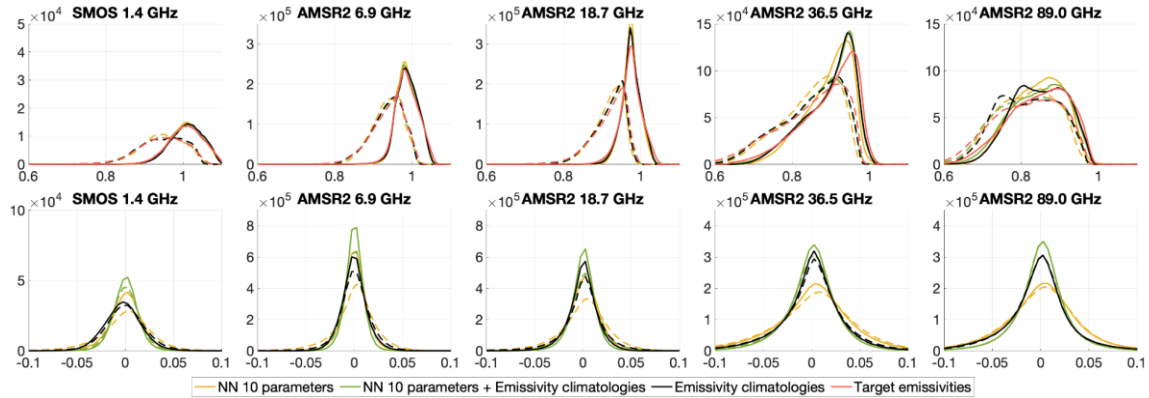 SMOS 1.4 GHz
AMSR2 6.9 GHz
AMSR2 18.7 GHz
AMSR2 36.5 GHz
AMSR2 89.0 GHz
×10⁴
×10⁵
×10⁵
×10⁴
×10⁴
5
4
3
2
1
0
3
2
1
0
3
2
1
0
15
10
5
0
15
10
5
0
0.6 0.8 1
0.6 0.8 1
0.6 0.8 1
0.6 0.8 1
0.6 0.8 1
SMOS 1.4 GHz
AMSR2 6.9 GHz
AMSR2 18.7 GHz
AMSR2 36.5 GHz
AMSR2 89.0 GHz
×10⁴
×10⁵
×10⁵
×10⁵
×10⁵
10
5
0
8
6
4
2
0
8
6
4
2
0
4
3
2
1
0
4
3
2
1
0
-0.1 -0.05 0 0.05 0.1
-0.1 -0.05 0 0.05 0.1
-0.1 -0.05 0 0.05 0.1
-0.1 -0.05 0 0.05 0.1
-0.1 -0.05 0 0.05 0.1
NN 10 parameters NN 10 parameters + Emissivity climatologies Emissivity climatologies Target emissivities